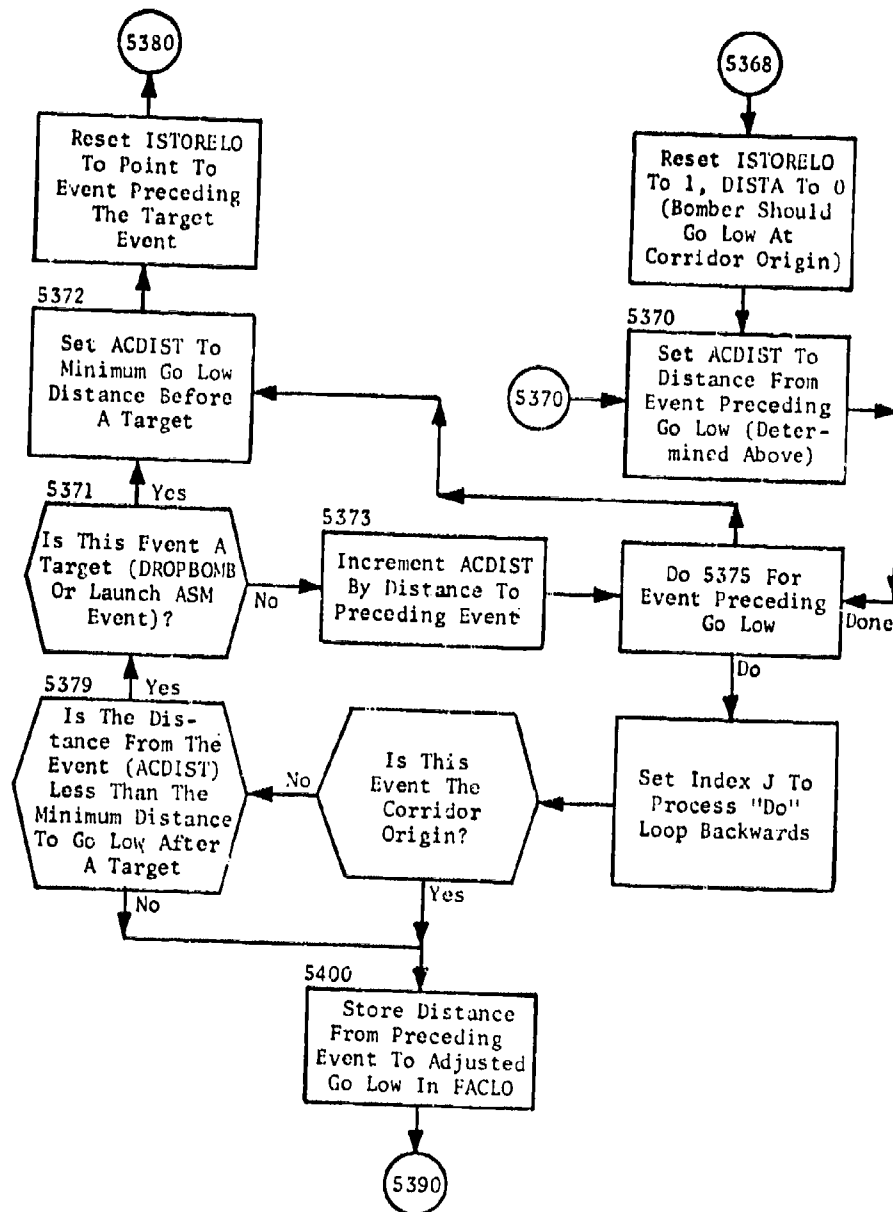 5380
Reset ISTORELO
To Point To
Event Preceding
The Target
Event
5372
Set ACDIST To
Minimum Go Low
Distance Before
A Target
5371
Yes
Is This Event A
Target (DROPBOMB
Or Launch ASM
Event)?
No
5373
Increment ACDIST
By Distance To
Preceding Event
5379
Yes
Is The Dis-
tance From The
Event (ACDIST)
Less Than The
Minimum Distance
To Go Low After
A Target
No
No
Is This
Event The
Corridor
Origin?
Yes
5368
Reset ISTORELO
To 1, DISTA To 0
(Bomber Should
Go Low At
Corridor Origin)
5370
5370
Set ACDIST To
Distance From
Event Preceding
Go Low (Deter-
mined Above)
Do 5375 For
Event Preceding
Go Low
Done
Do
Set Index J To
Process "Do"
Loop Backwards
5400
Store Distance
From Preceding
Event To Adjusted
Go Low In FACLO
5390